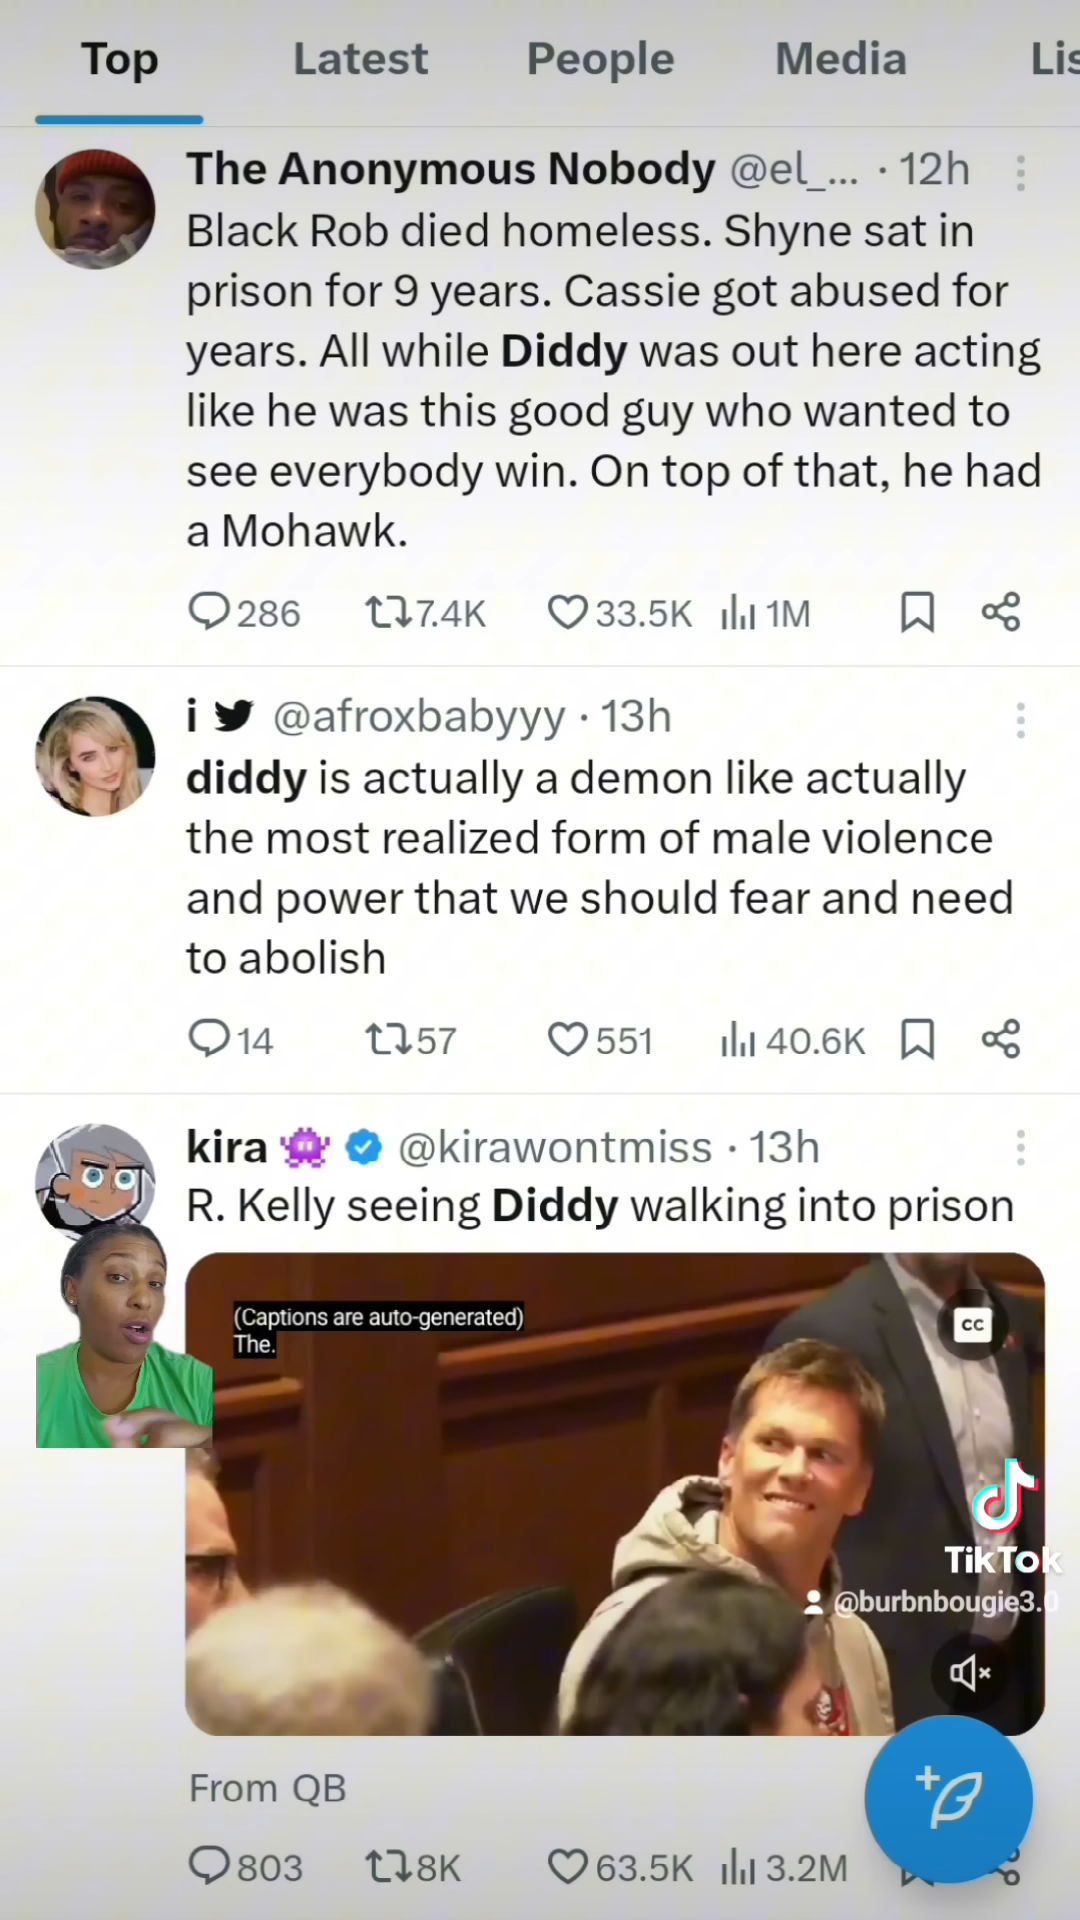 Top Latest People Media Lis
The Anonymous Nobody @el_... · 12h
Black Rob died homeless. Shyne sat in
prison for 9 years. Cassie got abused for
years. All while Diddy was out here acting
like he was this good guy who wanted to
see everybody win. On top of that, he had
a Mohawk.
286 7.4K 33.5K 1M
i @afroxbabyyy · 13h
diddy is actually a demon like actually
the most realized form of male violence
and power that we should fear and need
to abolish
14 57 551 40.6K
kira @kirawontmiss · 13h
R. Kelly seeing Diddy walking into prison
(Captions are auto-generated)
The.
CC
TikTok
@burbnbougie3.0
From QB
803 8K 63.5K 3.2M